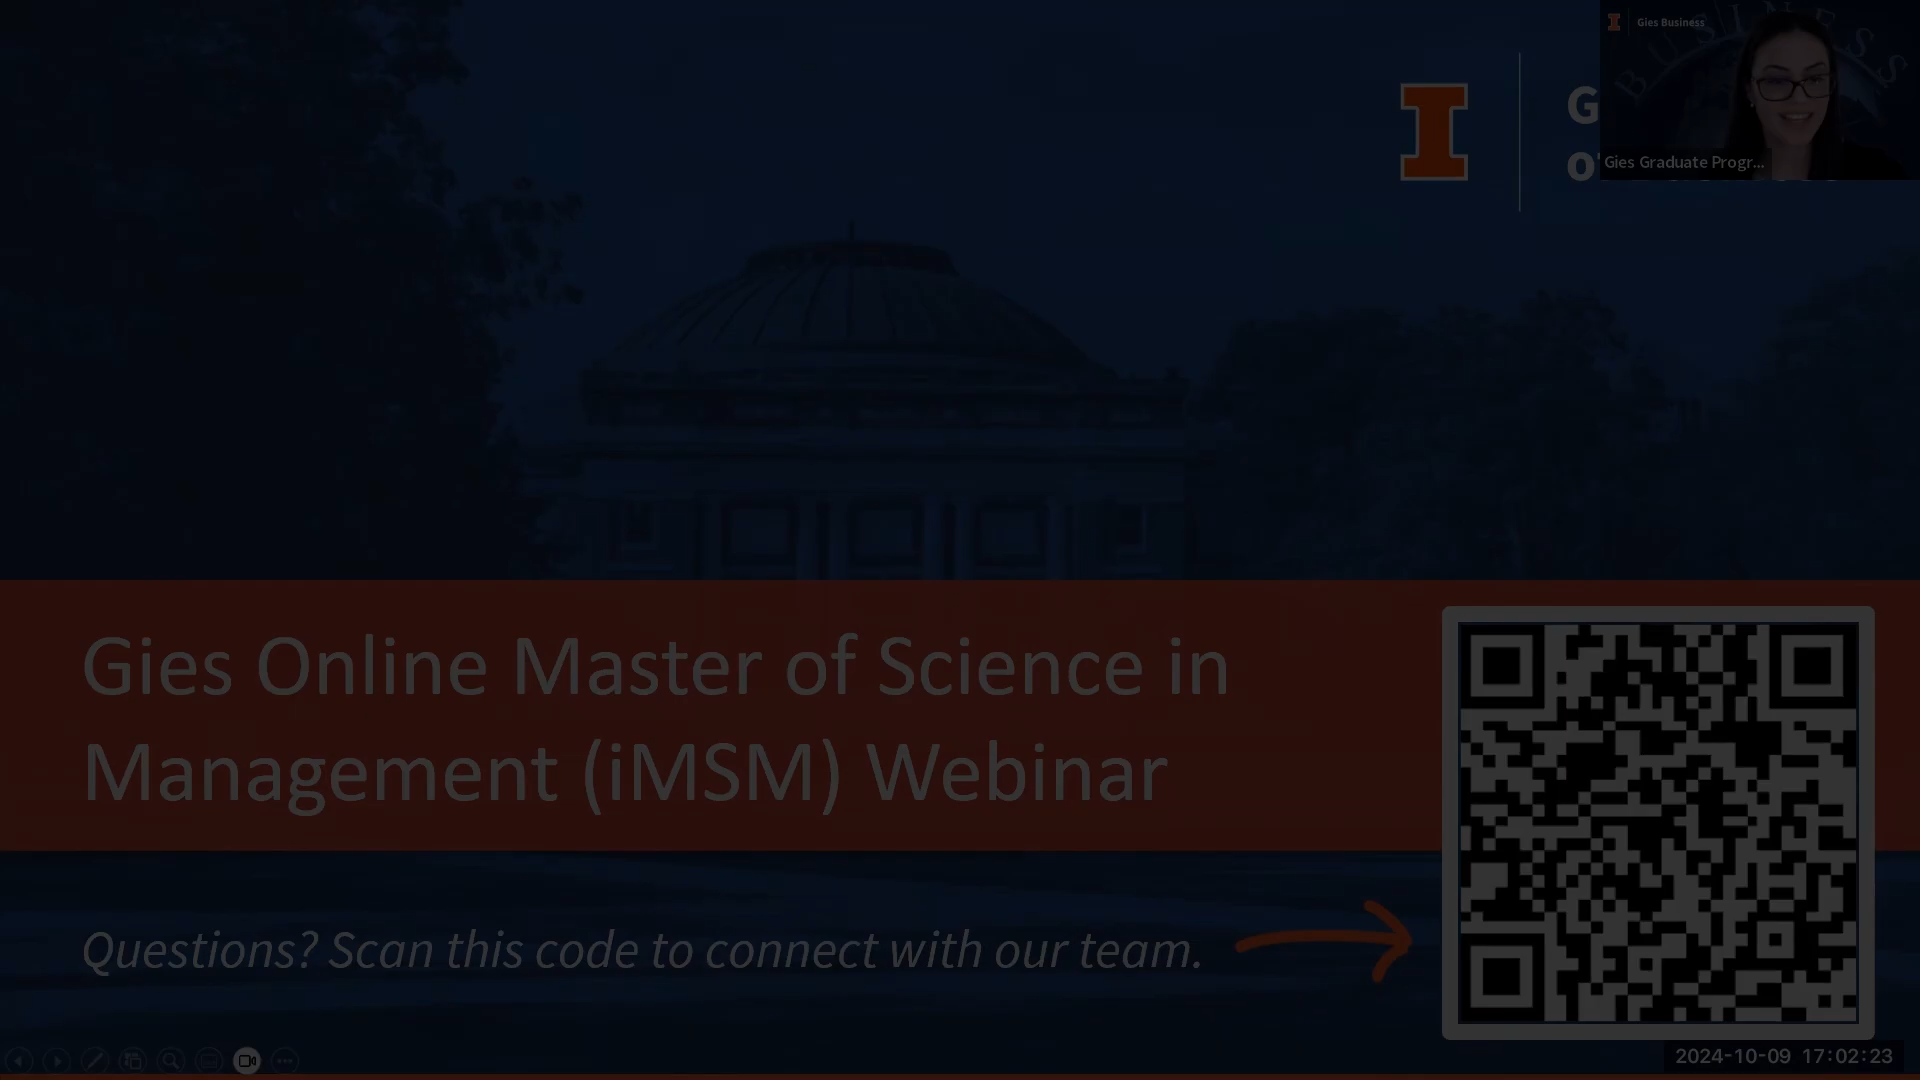 Gies Business
BUSINESS
G
Gies Graduate Progr...
o
Gies Online Master of Science in
Management (iMSM) Webinar
Questions? Scan this code to connect with our team.
2024-10-09 17:02:23